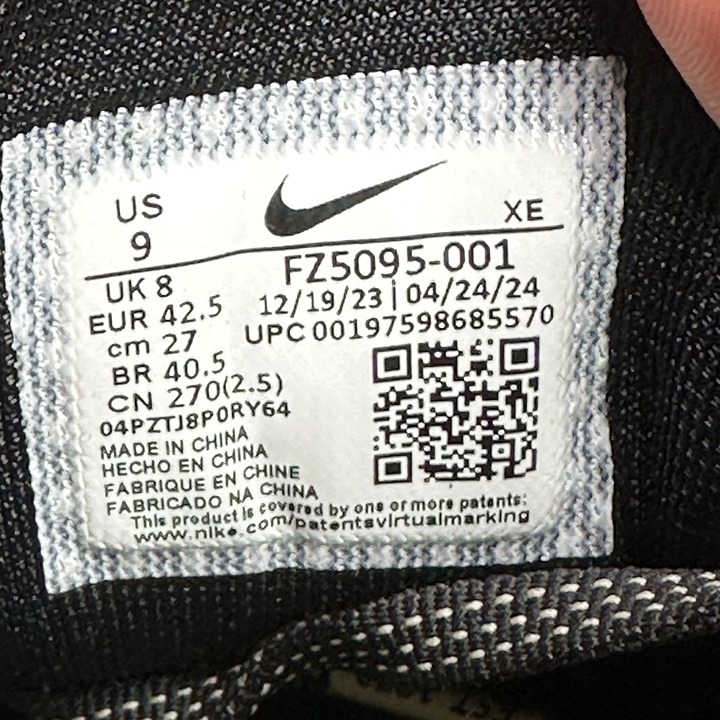 US
9
XE
UK 8
EUR 42.5
cm 27
BR 40.5
CN 270(2.5)
FZ5095-001
12/19/23 | 04/24/24
UPC 00197598685570
04PZTJ8P0RY64
MADE IN CHINA
HECHO EN CHINA
FABRIQUE EN CHINE
FABRICADO NA CHINA
This product is covered by one or more patents:
www.nike.com/patentsvirtualmarking